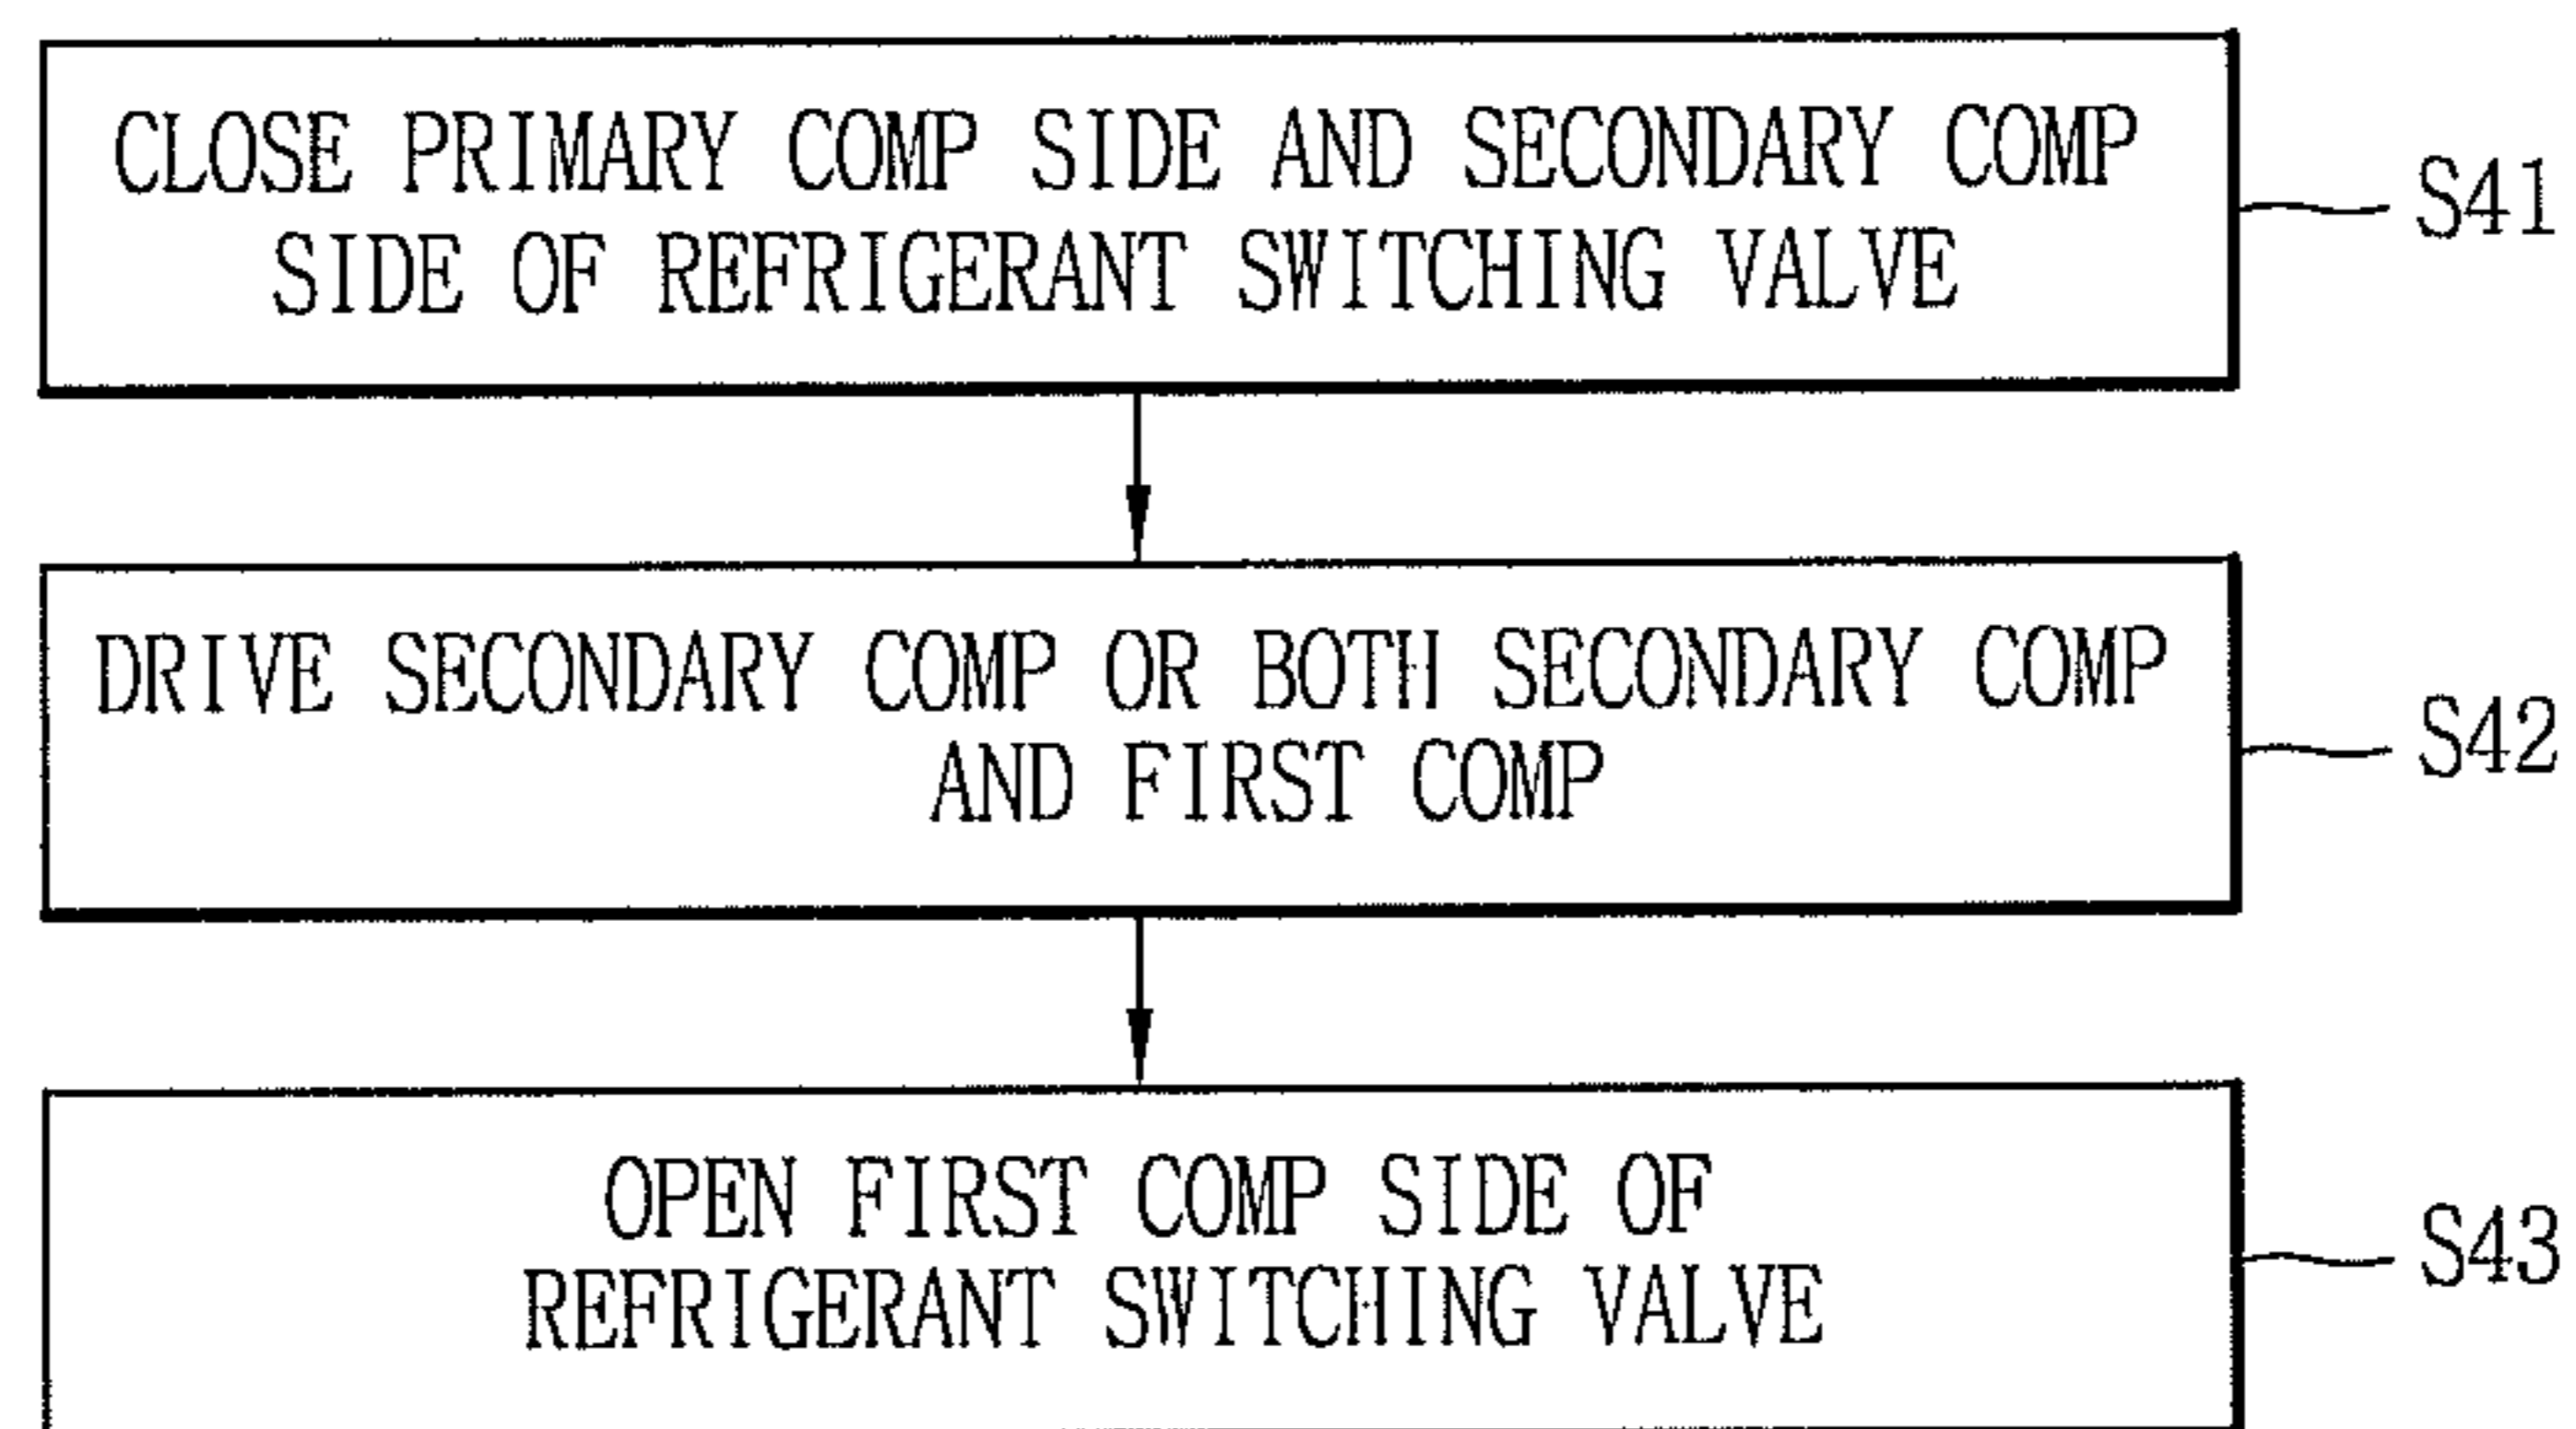 CLOSE PRIMARY COMP SIDE AND SECONDARY COMP
SIDE OF REFRIGERANT SWITCHING VALVE
S41
DRIVE SECONDARY COMP OR BOTH SECONDARY COMP
AND FIRST COMP
S42
OPEN FIRST COMP SIDE OF
REFRIGERANT SWITCHING VALVE
S43